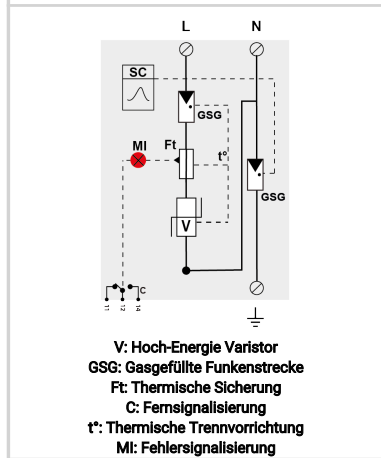 L N
SC
GSG
MI Ft t°
GSG
V
C
11 12 14
V: Hoch-Energie Varistor
GSG: Gasgefüllte Funkenstrecke
Ft: Thermische Sicherung
C: Fernsignalisierung
t°: Thermische Trennvorrichtung
MI: Fehlersignalisierung